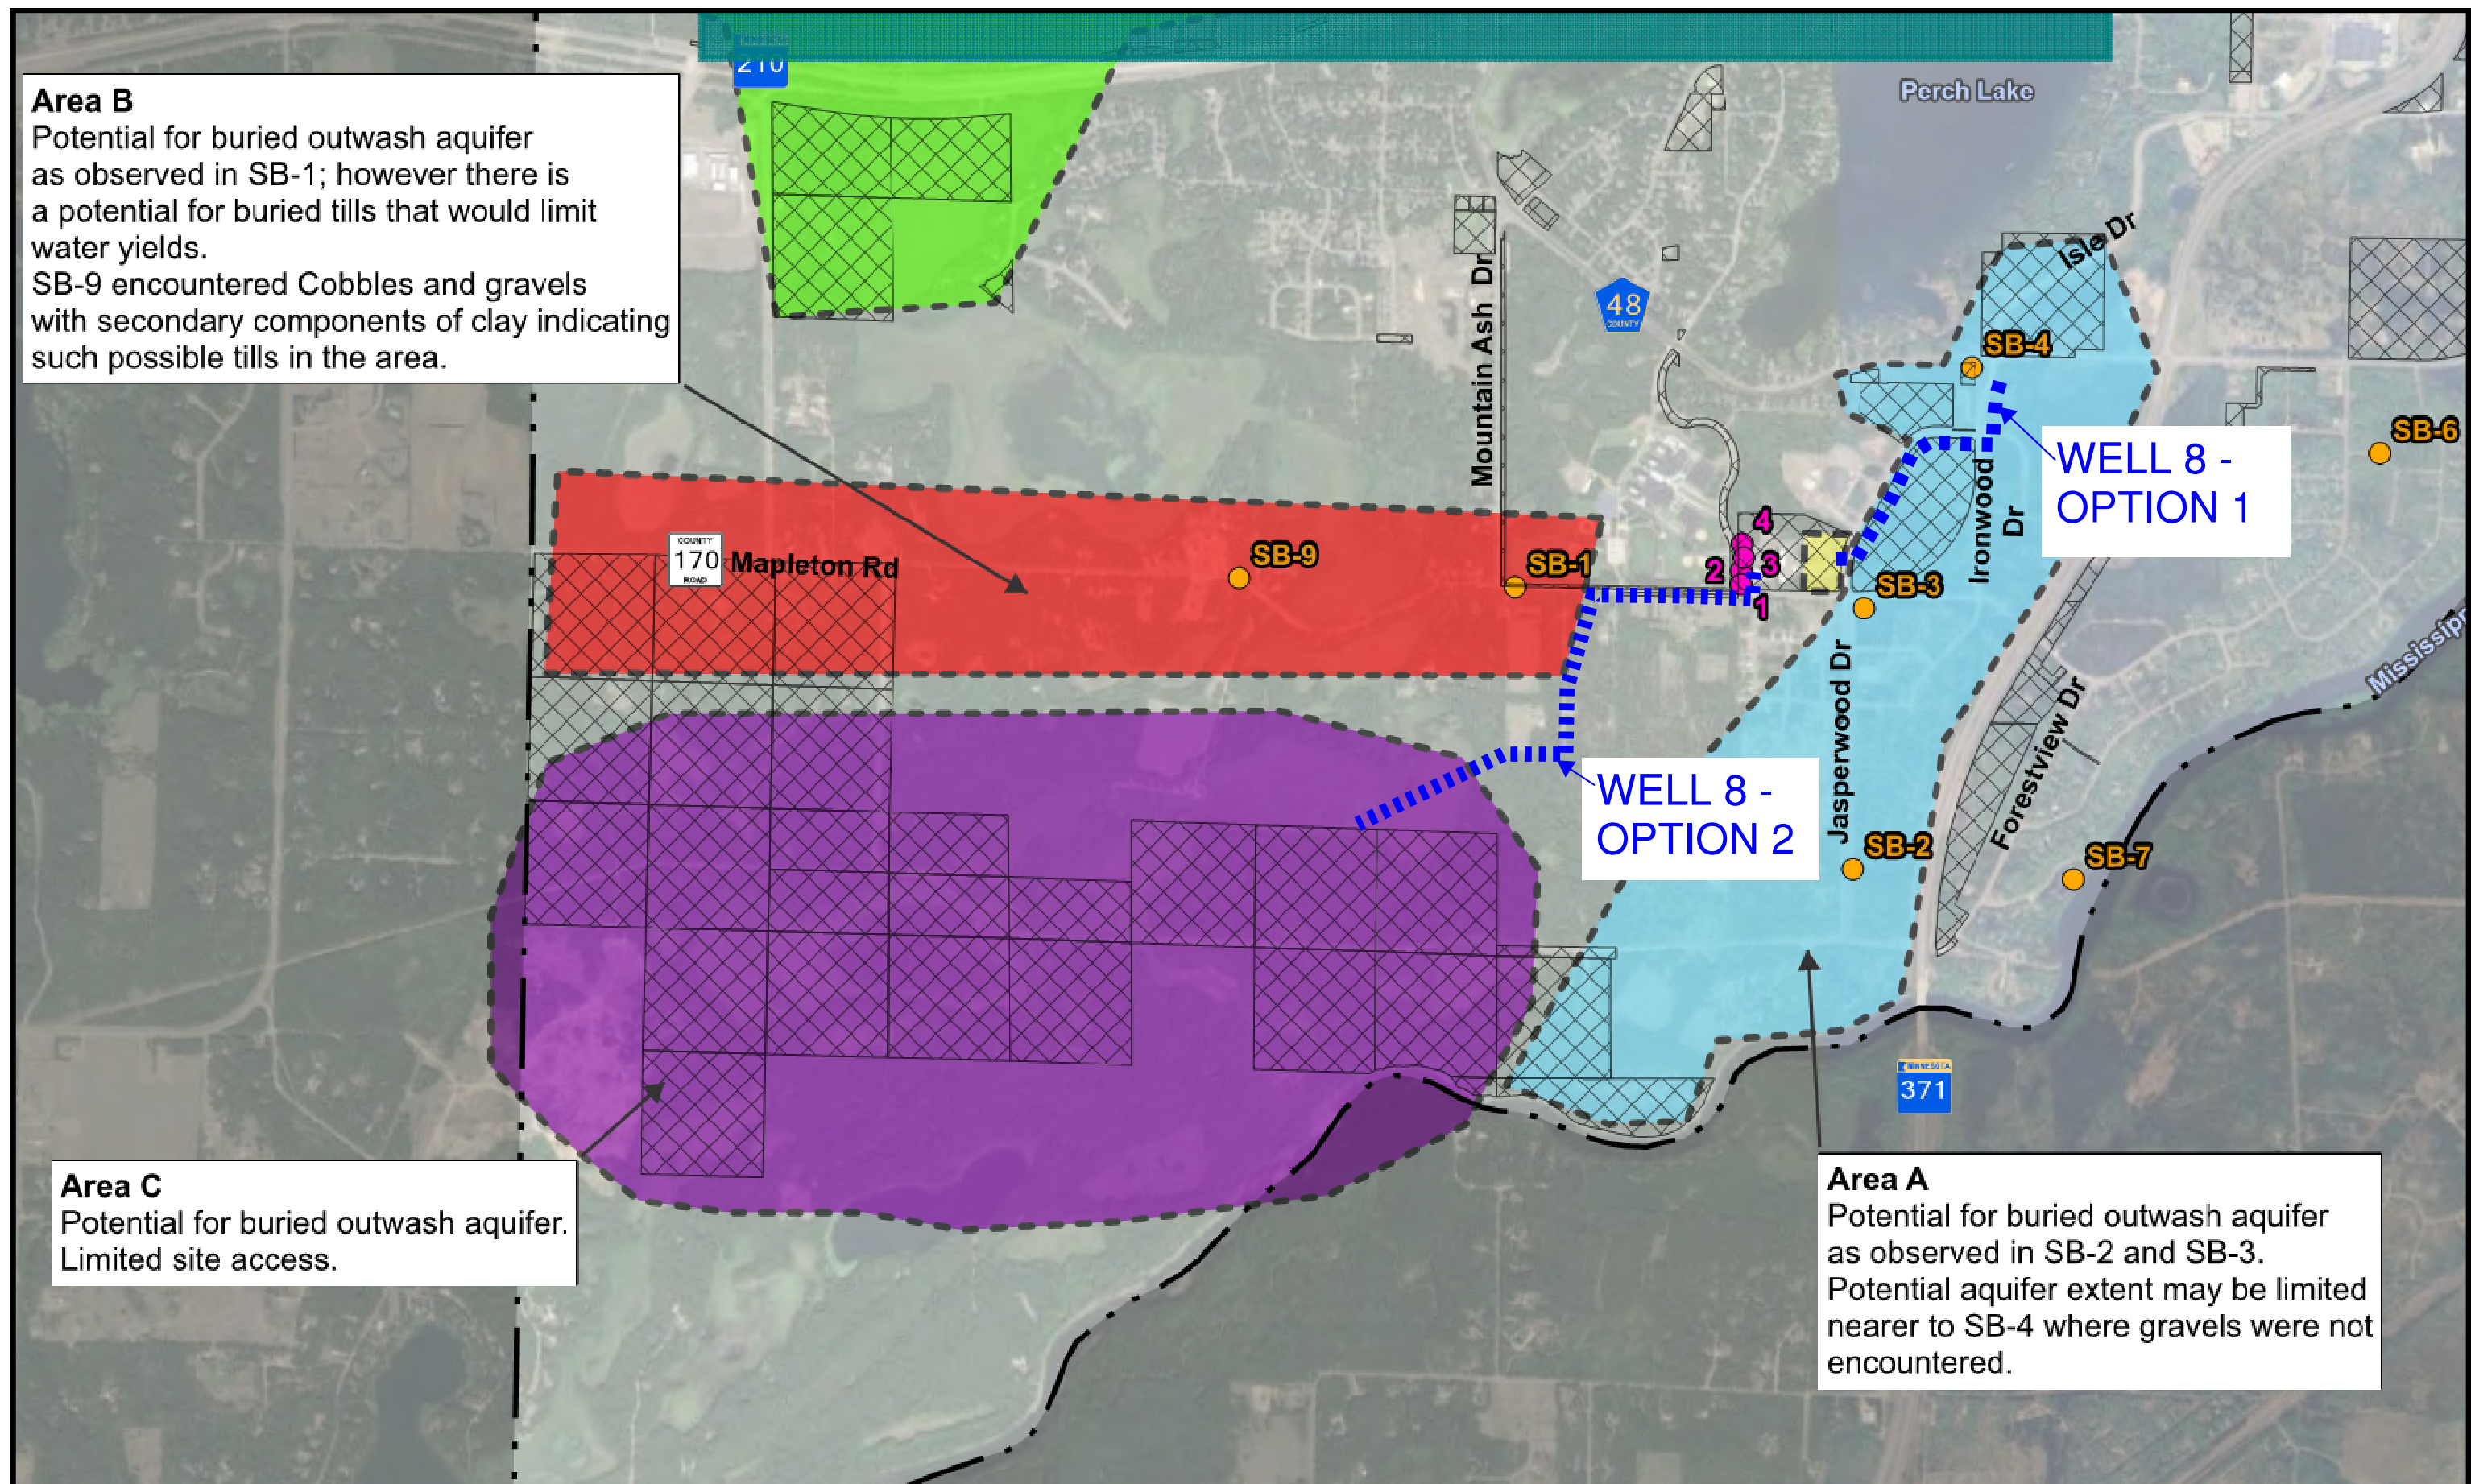 210
Perch Lake
Area B
Potential for buried outwash aquifer
as observed in SB-1; however there is
a potential for buried tills that would limit
water yields.
SB-9 encountered Cobbles and gravels
with secondary components of clay indicating
such possible tills in the area.
Isle Dr
Mountain Ash Dr
48
COUNTY
SB-4
SB-6
WELL 8 -
OPTION 1
Ironwood
Dr
COUNTY
170
ROAD
Mapleton Rd
SB-9
SB-1
4
3
2
1
SB-3
Jasperwood Dr
Forestview Dr
WELL 8 -
OPTION 2
SB-2
SB-7
MINNESOTA
371
Area C
Potential for buried outwash aquifer.
Limited site access.
Area A
Potential for buried outwash aquifer
as observed in SB-2 and SB-3.
Potential aquifer extent may be limited
nearer to SB-4 where gravels were not
encountered.